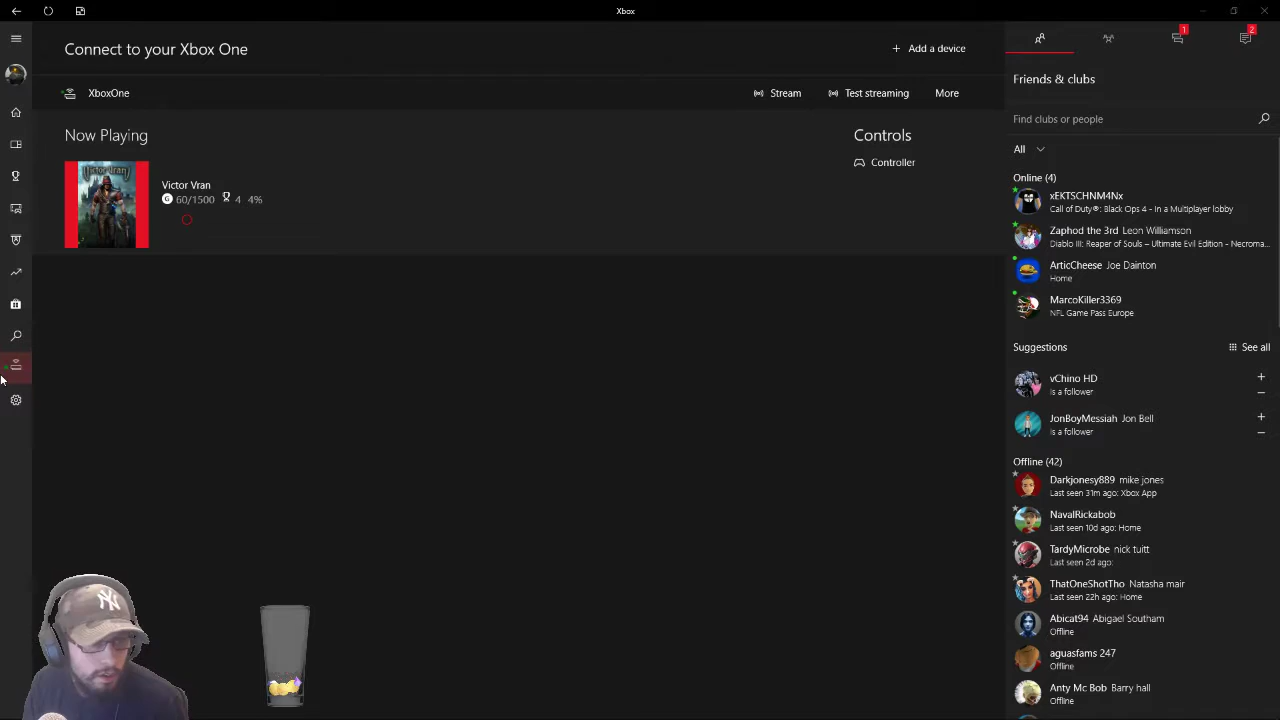 Xbox
Connect to your Xbox One
+ Add a device
XboxOne
Stream
Test streaming
More
Now Playing
Victor Vran
G 60/1500 4 4%
Controls
Controller
1
2
Friends & clubs
Find clubs or people
All
Online (4)
xEKTSCHNM4Nx
Call of Duty®: Black Ops 4 - In a Multiplayer lobby
Zaphod the 3rd Leon Williamson
Diablo III: Reaper of Souls – Ultimate Evil Edition - Necroma...
ArticCheese Joe Dainton
Home
MarcoKiller3369
NFL Game Pass Europe
Suggestions
See all
vChino HD
Is a follower
JonBoyMessiah Jon Bell
Is a follower
Offline (42)
Darkjonesy889 mike jones
Last seen 31m ago: Xbox App
NavalRickabob
Last seen 10d ago: Home
TardyMicrobe nick tuitt
Last seen 2d ago:
ThatOneShotTho Natasha mair
Last seen 22h ago: Home
Abicat94 Abigael Southam
Offline
aguasfams 247
Offline
Anty Mc Bob Barry hall
Offline
VICTOR VRAN
NY